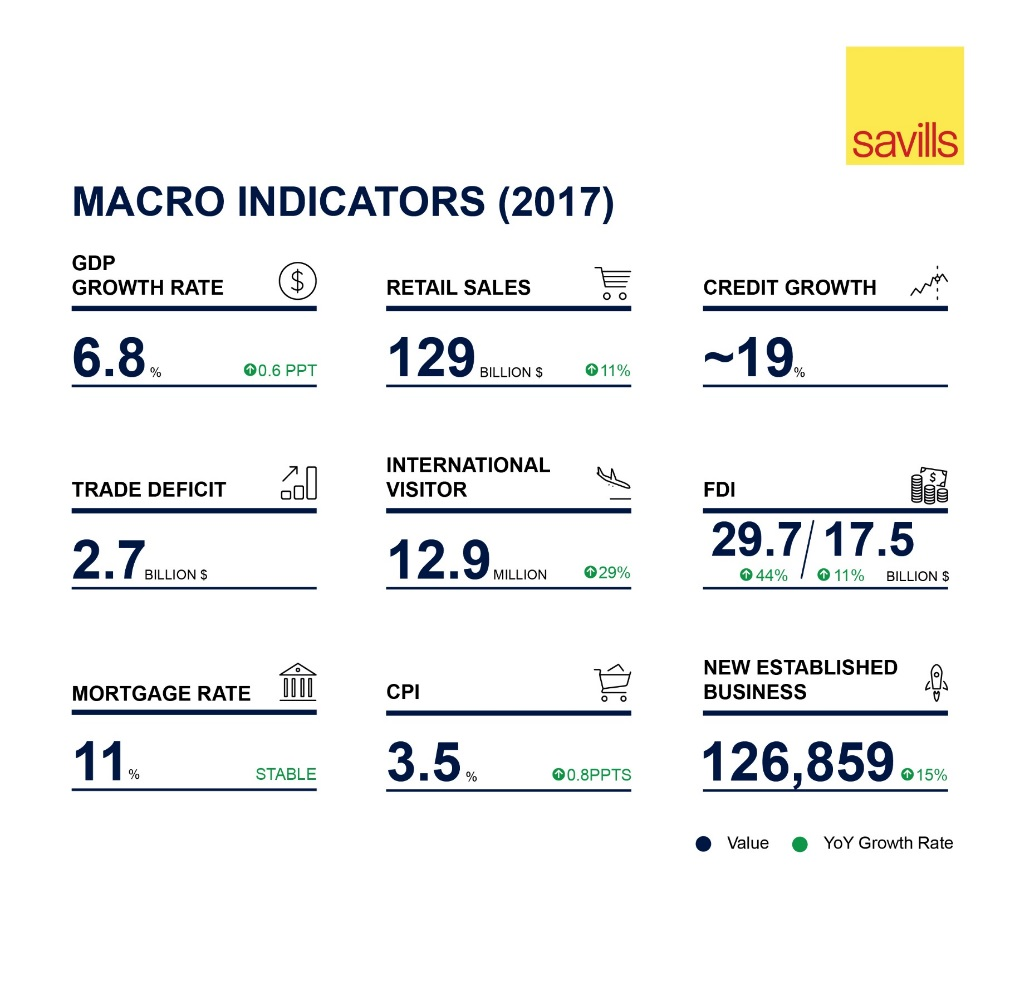 savills
MACRO INDICATORS (2017)
GDP
GROWTH RATE
$
6.8 %
0.6 PPT
RETAIL SALES
129 BILLION $
11%
CREDIT GROWTH
~19%
TRADE DEFICIT
2.7 BILLION $
INTERNATIONAL
VISITOR
12.9 MILLION
29%
FDI
$
29.7 / 17.5
44%
11%
BILLION $
MORTGAGE RATE
11 %
STABLE
CPI
3.5 %
0.8PPTS
NEW ESTABLISHED
BUSINESS
126,859
15%
Value
YoY Growth Rate